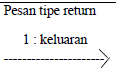 Pesan tipe return
1 : keluaran